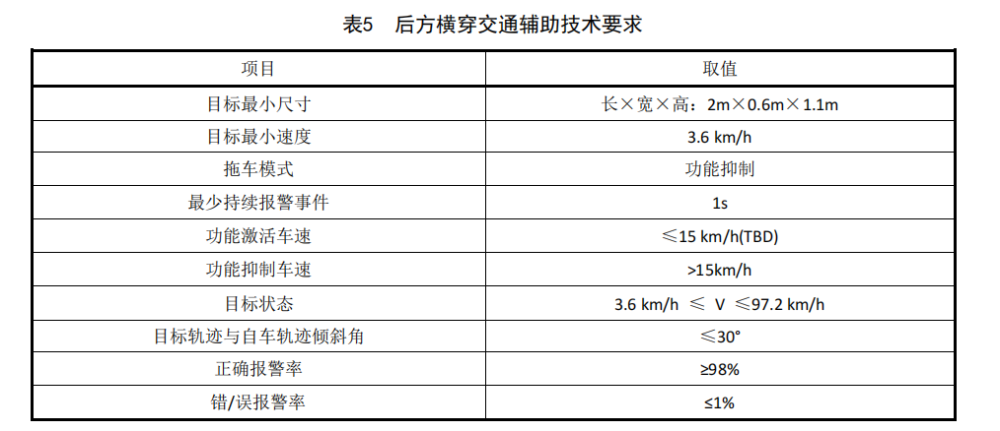 表5 后方横穿交通辅助技术要求
项目 取值
目标最小尺寸 长×宽×高：2m×0.6m×1.1m
目标最小速度 3.6 km/h
拖车模式 功能抑制
最少持续报警事件 1s
功能激活车速 ≤15 km/h(TBD)
功能抑制车速 >15km/h
目标状态 3.6 km/h ≤ V ≤97.2 km/h
目标轨迹与自车轨迹倾斜角 ≤30°
正确报警率 ≥98%
错/误报警率 ≤1%